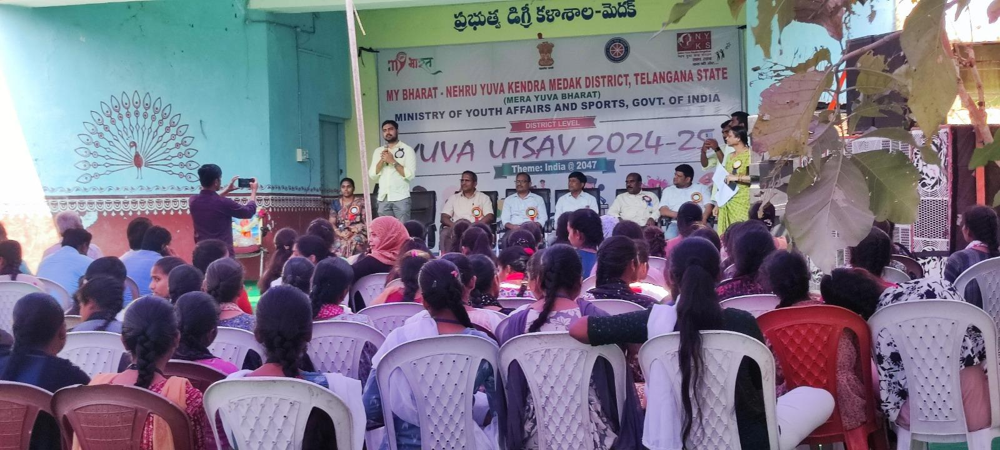 ప్రభుత్వ డిగ్రీ కళాశాల-మెదక్
my भारत
NYKS
MY BHARAT - NEHRU YUVA KENDRA MEDAK DISTRICT, TELANGANA STATE
(MERA YUVA BHARAT)
MINISTRY OF YOUTH AFFAIRS AND SPORTS, GOVT. OF INDIA
DISTRICT LEVEL
YUVA UTSAV 2024-25
Theme: India @ 2047